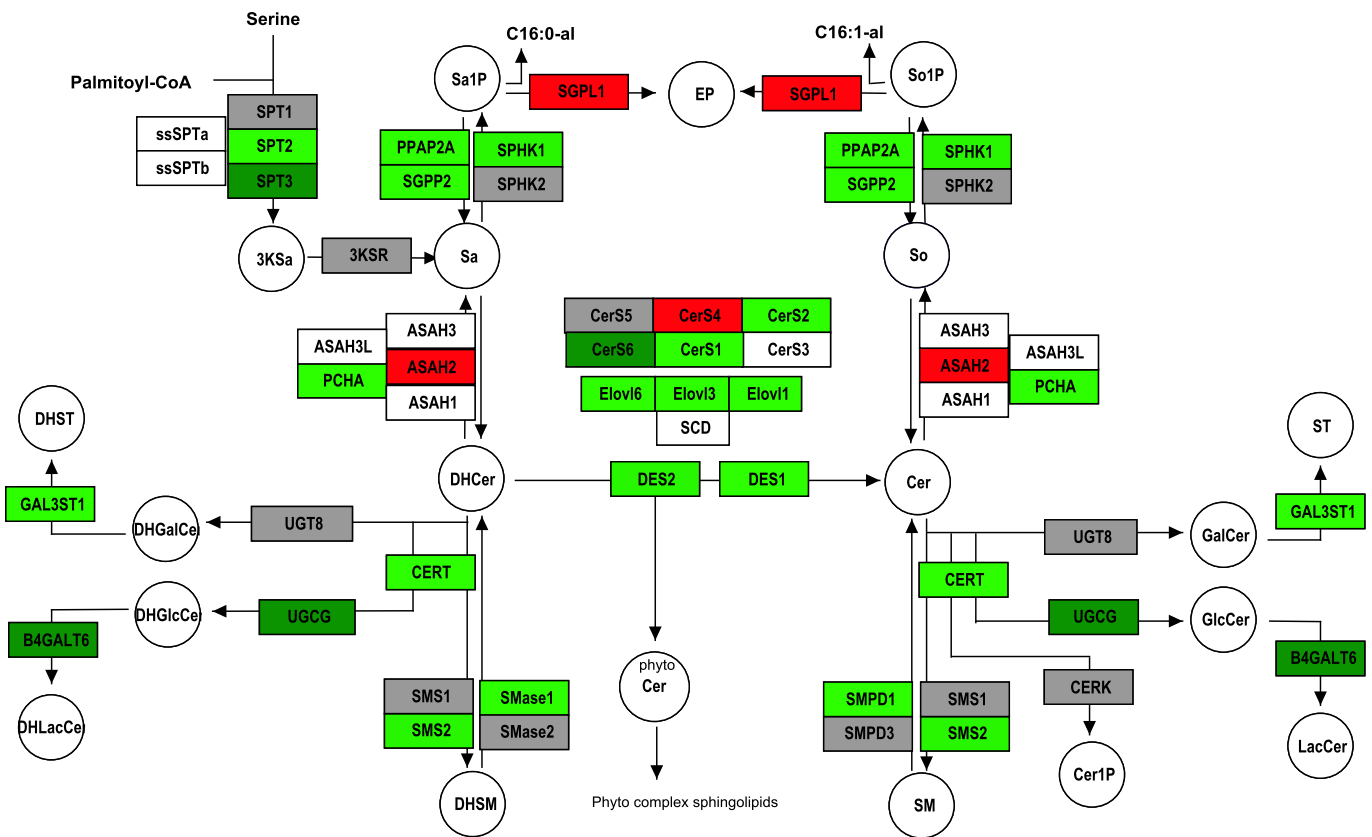 Serine
C16:0-al
C16:1-al
Palmitoyl-CoA
Sa1P
SGPL1
EP
SGPL1
So1P
SPT1
ssSPTa
SPT2
ssSPTb
SPT3
PPAP2A
SPHK1
SGPP2
SPHK2
PPAP2A
SPHK1
SGPP2
SPHK2
3KSa
3KSR
Sa
So
CerS5
CerS4
CerS2
CerS6
CerS1
CerS3
ASAH3
ASAH3L
ASAH2
PCHA
ASAH1
ASAH3
ASAH3L
ASAH2
PCHA
ASAH1
Elovl6
Elovl3
Elovl1
SCD
DHST
ST
DHCer
DES2
DES1
Cer
GAL3ST1
DHGalCer
UGT8
UGT8
GalCer
GAL3ST1
CERT
CERT
B4GALT6
DHGlcCer
UGCG
UGCG
GlcCer
B4GALT6
phyto
Cer
SMS1
SMase1
SMS2
SMase2
SMPD1
SMS1
SMPD3
SMS2
CERK
DHLacCer
LacCer
DHSM
Phyto complex sphingolipids
SM
Cer1P